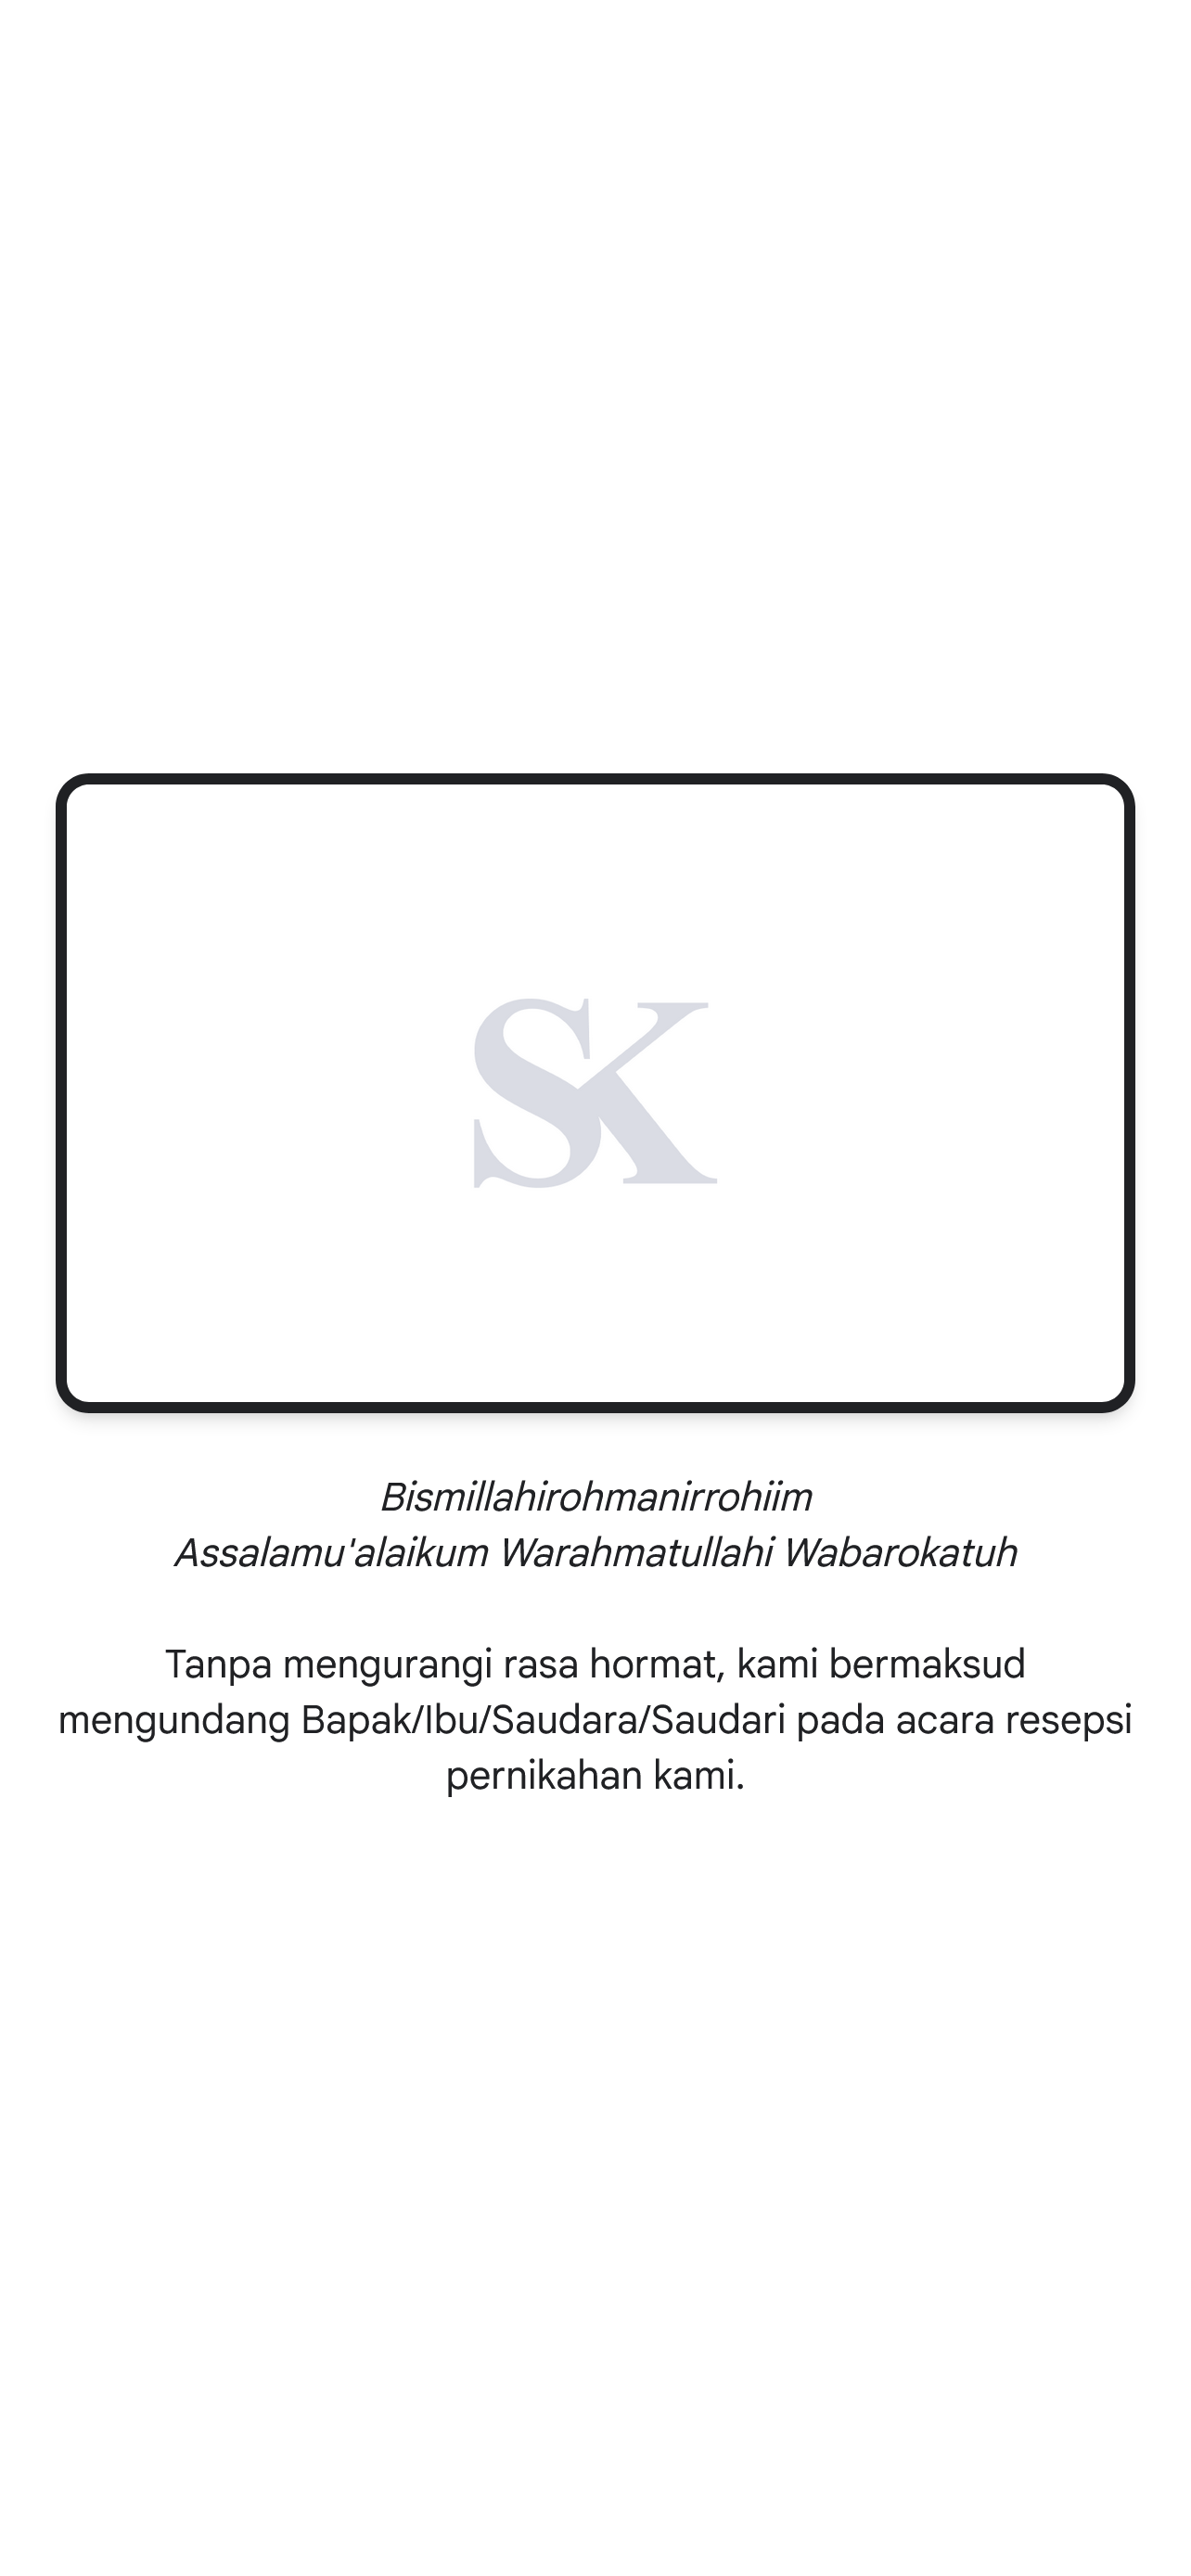 SK
Bismillahirohmanirrohiim
Assalamu'alaikum Warahmatullahi Wabarokatuh
Tanpa mengurangi rasa hormat, kami bermaksud
mengundang Bapak/Ibu/Saudara/Saudari pada acara resepsi
pernikahan kami.